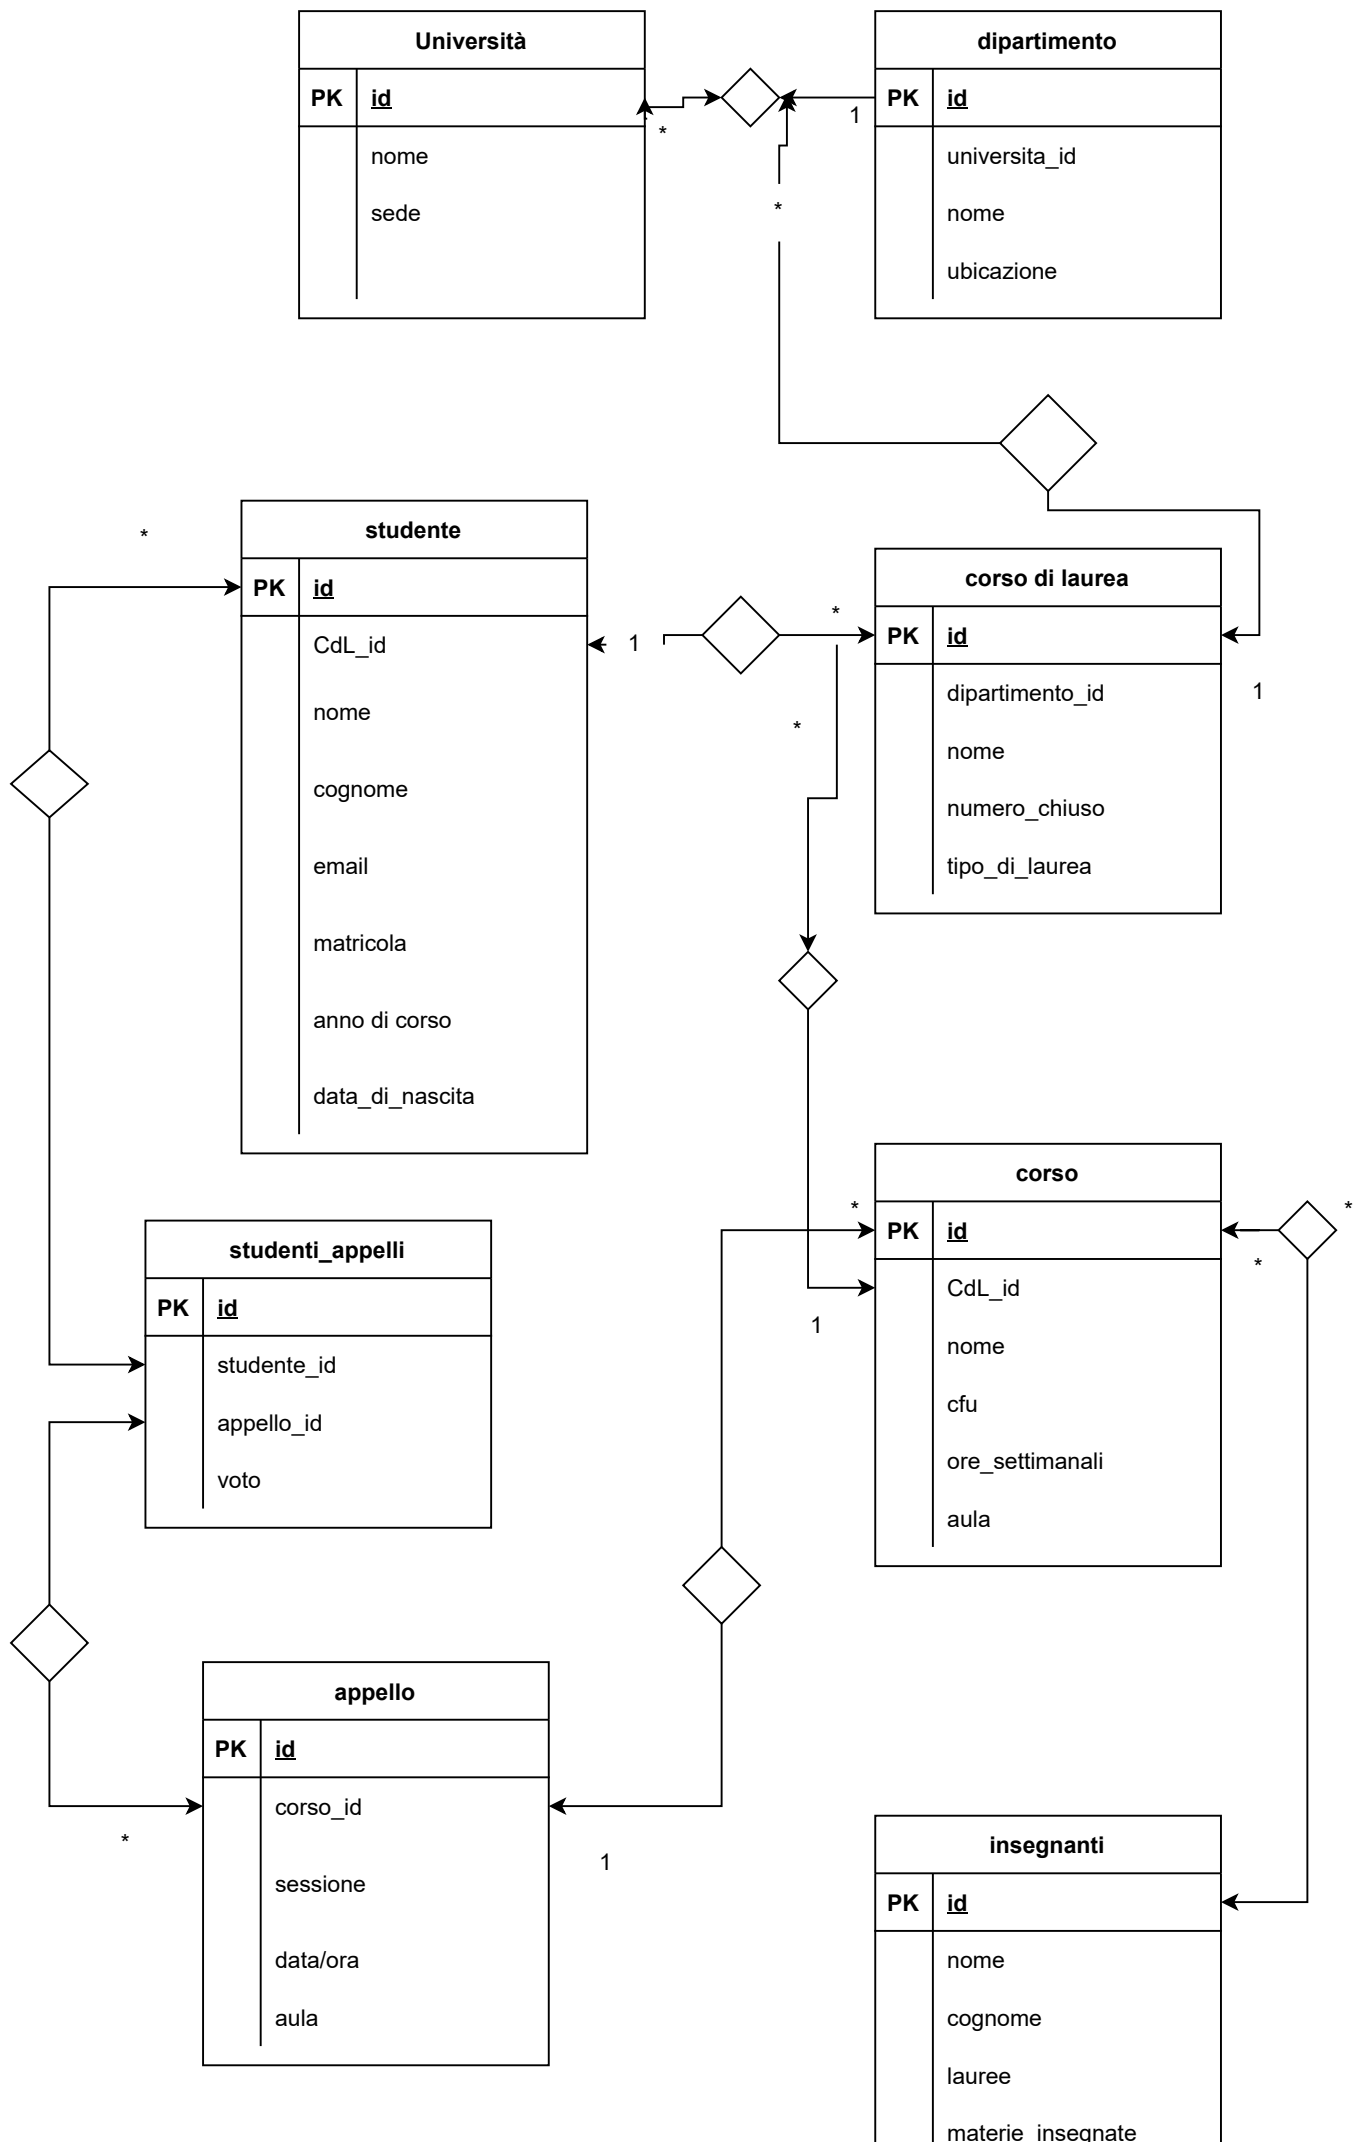 Università
PK id
nome
sede
dipartimento
PK id
universita_id
nome
ubicazione
*
1
*
studente
PK id
CdL_id
nome
cognome
email
matricola
anno di corso
data_di_nascita
*
1
*
*
corso di laurea
PK id
dipartimento_id
nome
numero_chiuso
tipo_di_laurea
1
studenti_appelli
PK id
studente_id
appello_id
voto
corso
PK id
CdL_id
nome
cfu
ore_settimanali
aula
*
1
*
*
appello
PK id
corso_id
sessione
data/ora
aula
*
1
insegnanti
PK id
nome
cognome
lauree
materie_insegnate